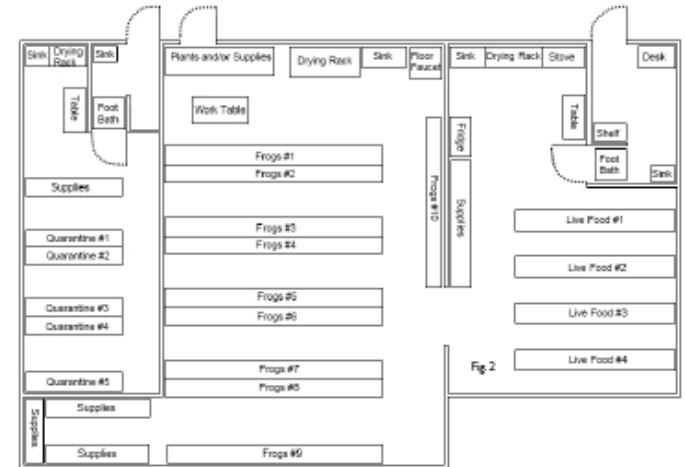 Sink
Drying
Rack
Sink
Plants and/or Supplies
Drying Rack
Sink
Floor
Faucet
Sink
Drying Rack
Stove
Desk
Table
Foot
Bath
Work Table
Fridge
Table
Shelf
Foot
Bath
Sink
Supplies
Frogs #1
Frogs #2
Frogs #10
Supplies
Quarantine #1
Quarantine #2
Frogs #3
Frogs #4
Live Food #1
Live Food #2
Quarantine #3
Quarantine #4
Frogs #5
Frogs #6
Live Food #3
Quarantine #5
Frogs #7
Frogs #8
Fig. 2
Live Food #4
Supplies
Supplies
Supplies
Frogs #9